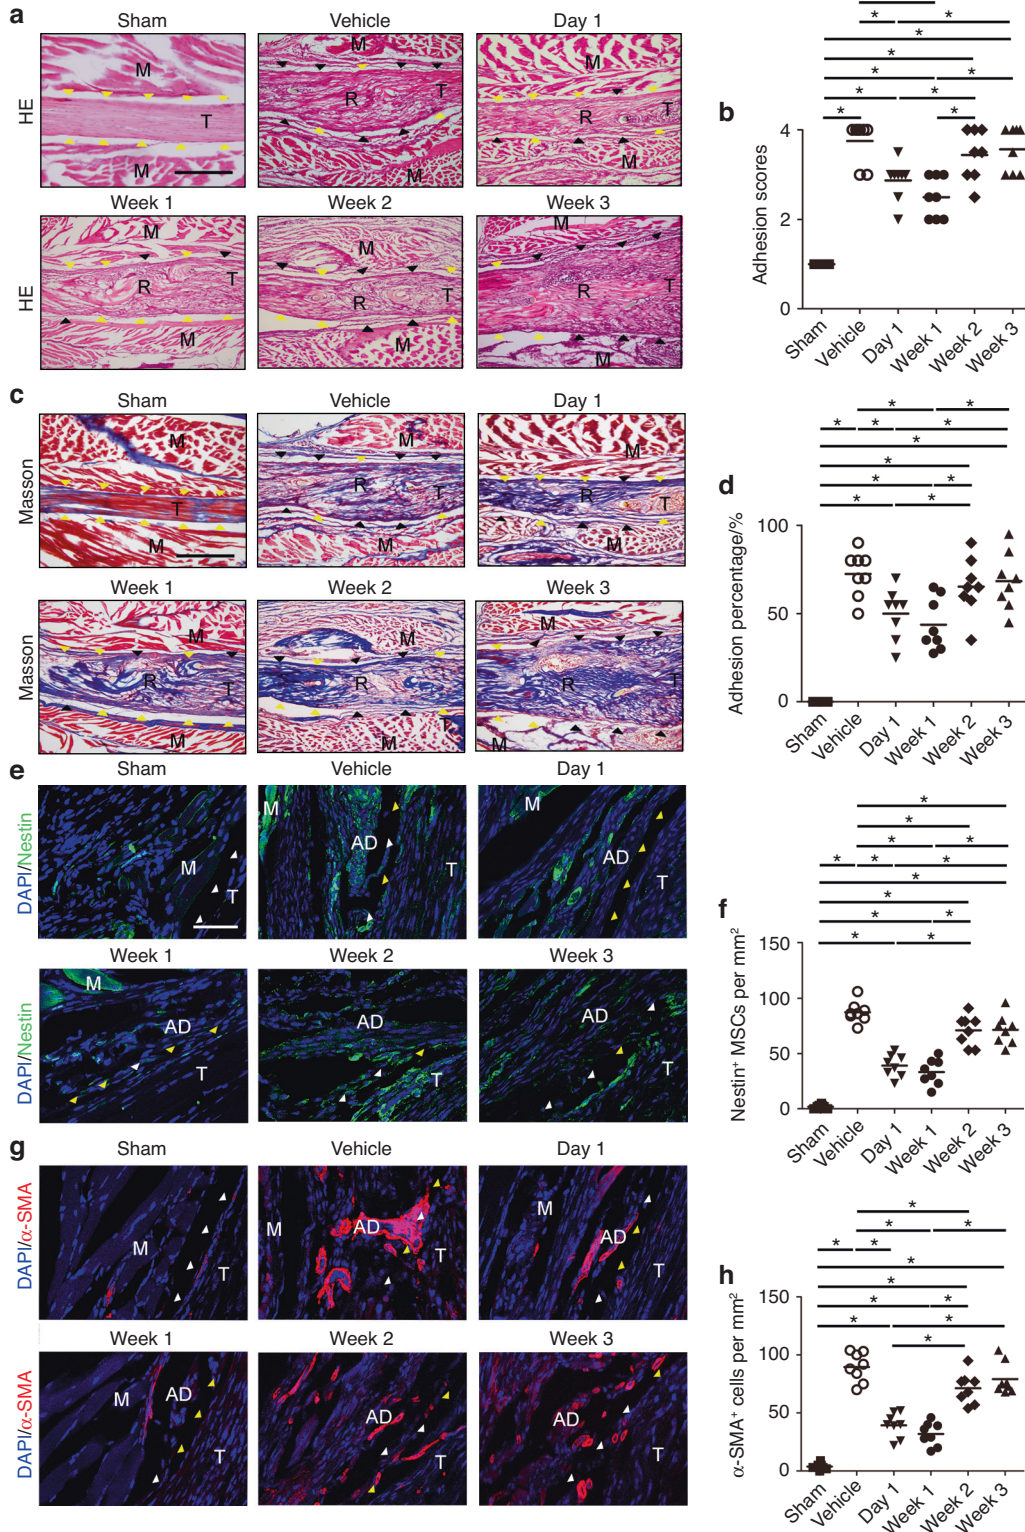 a
Sham
Vehicle
Day 1
HE
M
T
M
M
R
T
M
M
R
T
M
Week 1
Week 2
Week 3
HE
M
R
T
M
M
R
T
M
M
R
T
M
b
* *
*
*
* *
* *
* *
Adhesion scores
4
2
0
Sham
Vehicle
Day 1
Week 1
Week 2
Week 3
c
Sham
Vehicle
Day 1
Masson
M
T
M
M
R
T
M
M
R
T
M
Week 1
Week 2
Week 3
Masson
M
R
T
M
M
R
T
M
M
R
T
M
d
* *
* * *
*
*
* *
* *
Adhesion percentage/%
100
50
0
Sham
Vehicle
Day 1
Week 1
Week 2
Week 3
e
Sham
Vehicle
Day 1
DAPI/Nestin
M
T
M
AD
T
M
AD
T
Week 1
Week 2
Week 3
DAPI/Nestin
M
AD
T
AD
T
AD
T
f
*
*
* *
* * *
*
*
* *
* *
Nestin⁺ MSCs per mm²
150
100
50
0
Sham
Vehicle
Day 1
Week 1
Week 2
Week 3
g
Sham
Vehicle
Day 1
DAPI/α-SMA
M
T
M
AD
T
M
AD
T
Week 1
Week 2
Week 3
DAPI/α-SMA
M
AD
T
AD
T
AD
T
h
*
* *
* *
*
*
* *
* *
*
α-SMA⁺ cells per mm²
150
100
50
0
Sham
Vehicle
Day 1
Week 1
Week 2
Week 3